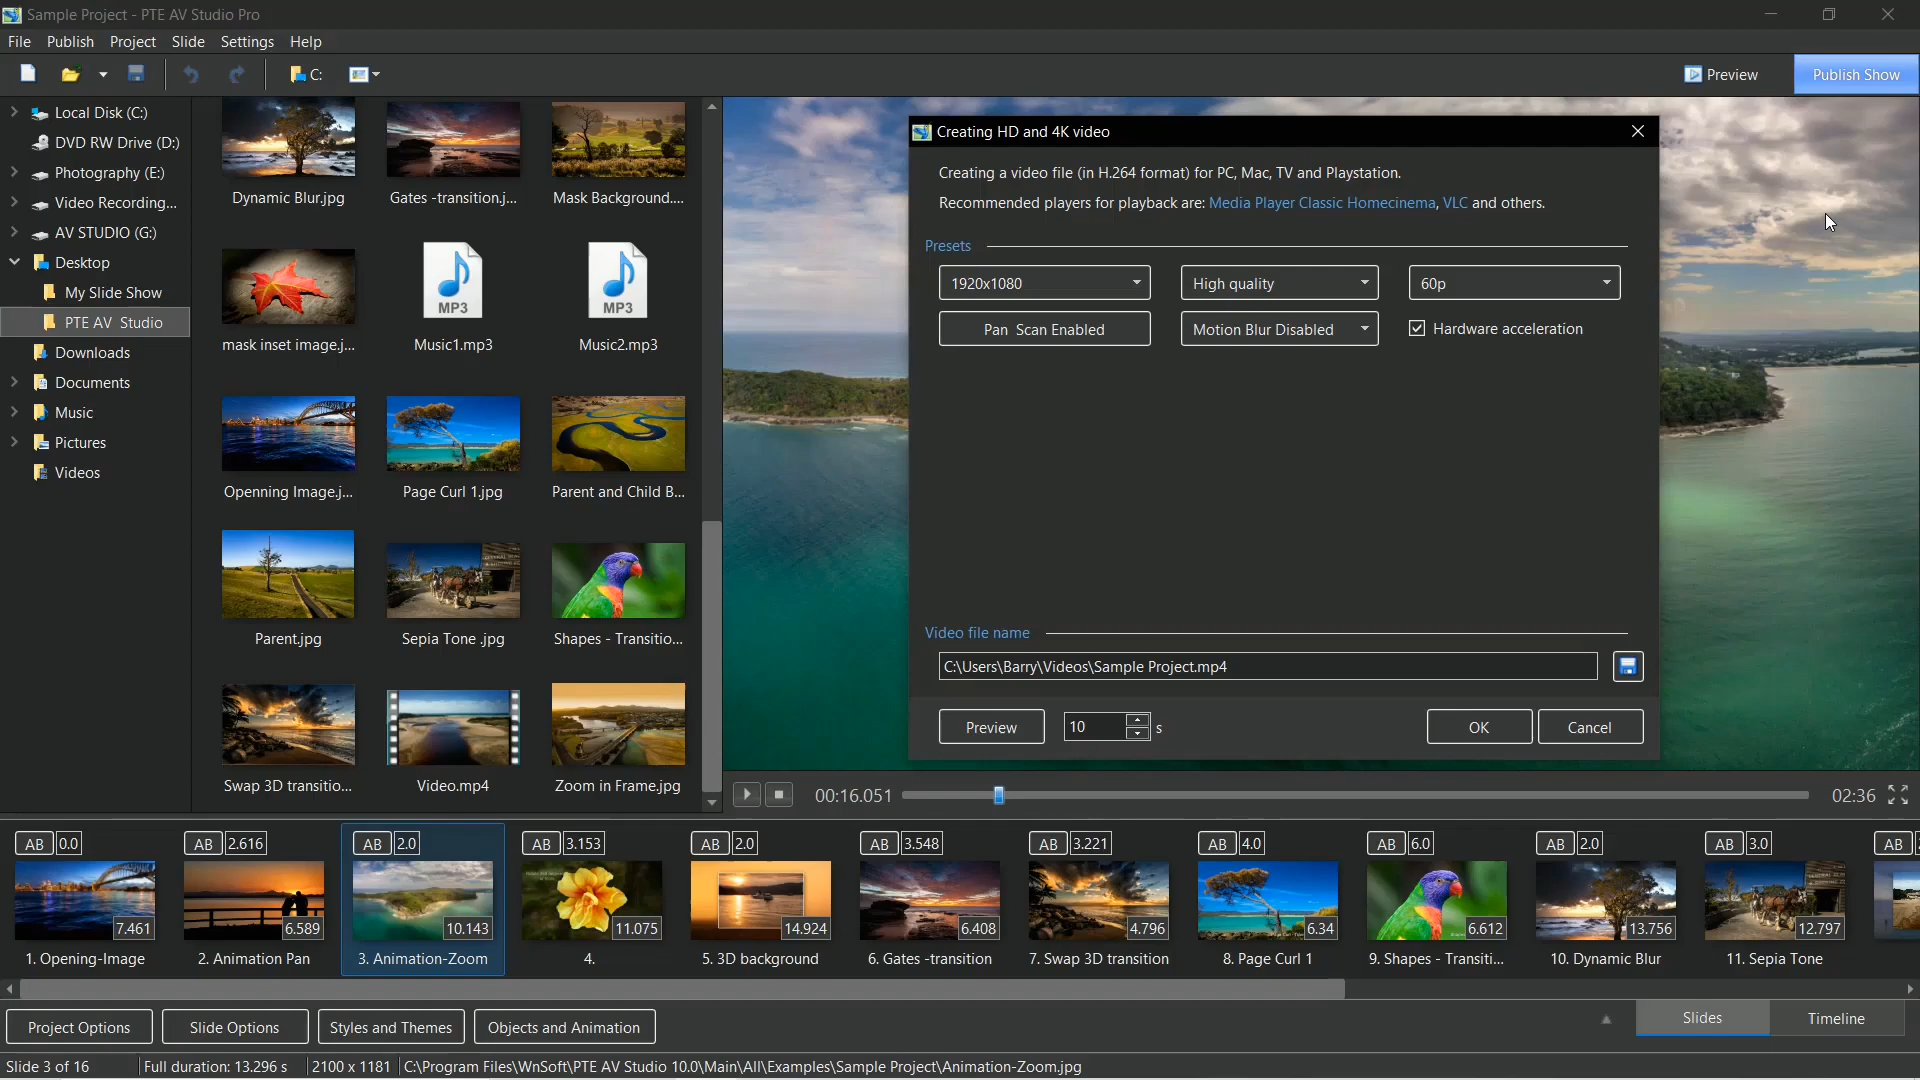 Sample Project - PTE AV Studio Pro
File Publish Project Slide Settings Help
C:
Preview
Publish Show
Local Disk (C:)
DVD RW Drive (D:)
Photography (E:)
Video Recording...
AV STUDIO (G:)
Desktop
My Slide Show
PTE AV Studio
Downloads
Documents
Music
Pictures
Videos
Dynamic Blur.jpg Gates -transition.j... Mask Background....
MP3 MP3
mask inset image.j... Music1.mp3 Music2.mp3
Openning Image.j... Page Curl 1.jpg Parent and Child B...
Parent.jpg Sepia Tone .jpg Shapes - Transitio...
Swap 3D transitio... Video.mp4 Zoom in Frame.jpg
Creating HD and 4K video
Creating a video file (in H.264 format) for PC, Mac, TV and Playstation.
Recommended players for playback are: Media Player Classic Homecinema, VLC and others.
Presets
1920x1080 High quality 60p
Pan Scan Enabled Motion Blur Disabled Hardware acceleration
Video file name
C:\Users\Barry\Videos\Sample Project.mp4
Preview 10 s OK Cancel
00:16.051 02:36
AB 0.0 AB 2.616 AB 2.0 AB 3.153 AB 2.0 AB 3.548 AB 3.221 AB 4.0 AB 6.0 AB 2.0 AB 3.0 AB
7.461 6.589 10.143 11.075 14.924 6.408 4.796 6.34 6.612 13.756 12.797
1. Opening-Image 2. Animation Pan 3. Animation-Zoom 4. 5. 3D background 6. Gates -transition 7. Swap 3D transition 8. Page Curl 1 9. Shapes - Transiti... 10. Dynamic Blur 11. Sepia Tone
Project Options Slide Options Styles and Themes Objects and Animation Slides Timeline
Slide 3 of 16 Full duration: 13.296 s 2100 x 1181 C:\Program Files\WnSoft\PTE AV Studio 10.0\Main\All\Examples\Sample Project\Animation-Zoom.jpg